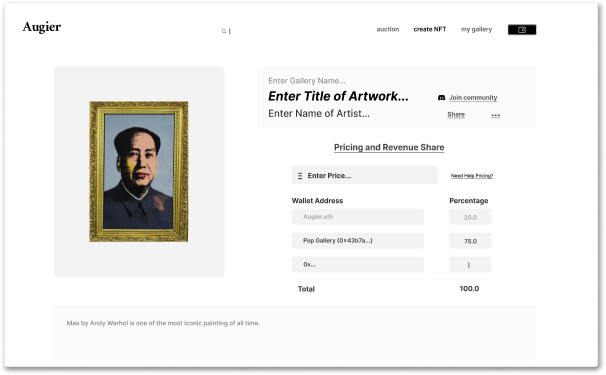 Augier
auction create NFT my gallery
Enter Gallery Name...
Enter Title of Artwork...
Join community
Enter Name of Artist...
Share
Pricing and Revenue Share
Enter Price...
Need Help Pricing?
Wallet Address Percentage
Augier.eth 20.0
Pop Gallery (0x43b7a...) 75.0
0x...
Total 100.0
Mao by Andy Warhol is one of the most iconic painting of all time.